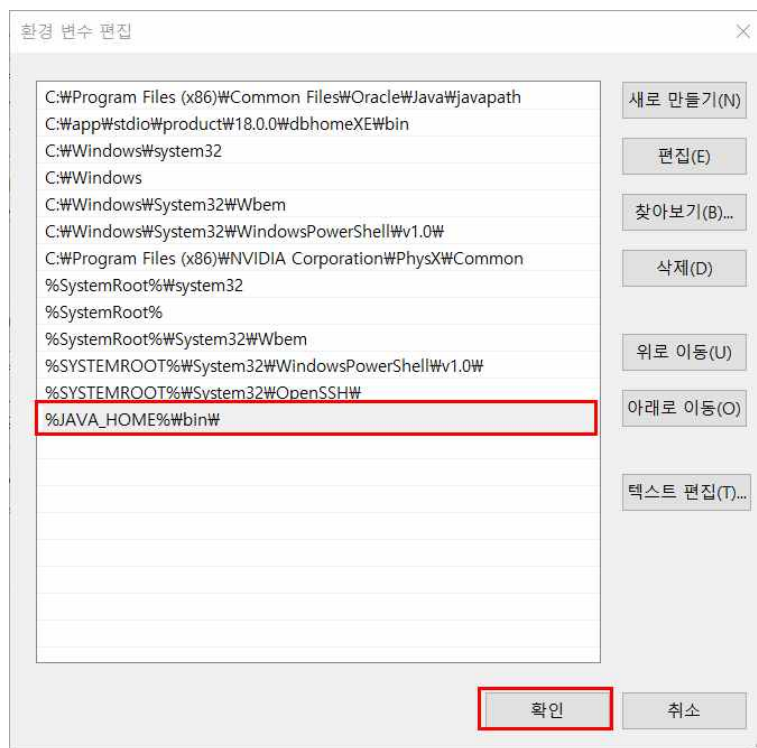 환경 변수 편집
C:₩Program Files (x86)₩Common Files₩Oracle₩Java₩javapath
C:₩app₩stdio₩product₩18.0.0₩dbhomeXE₩bin
C:₩Windows₩system32
C:₩Windows
C:₩Windows₩System32₩Wbem
C:₩Windows₩System32₩WindowsPowerShell₩v1.0₩
C:₩Program Files (x86)₩NVIDIA Corporation₩PhysX₩Common
%SystemRoot%₩system32
%SystemRoot%
%SystemRoot%₩System32₩Wbem
%SYSTEMROOT%₩System32₩WindowsPowerShell₩v1.0₩
%SYSTEMROOT%₩System32₩OpenSSH₩
%JAVA_HOME%₩bin₩
새로 만들기(N)
편집(E)
찾아보기(B)...
삭제(D)
위로 이동(U)
아래로 이동(O)
텍스트 편집(T)...
확인
취소